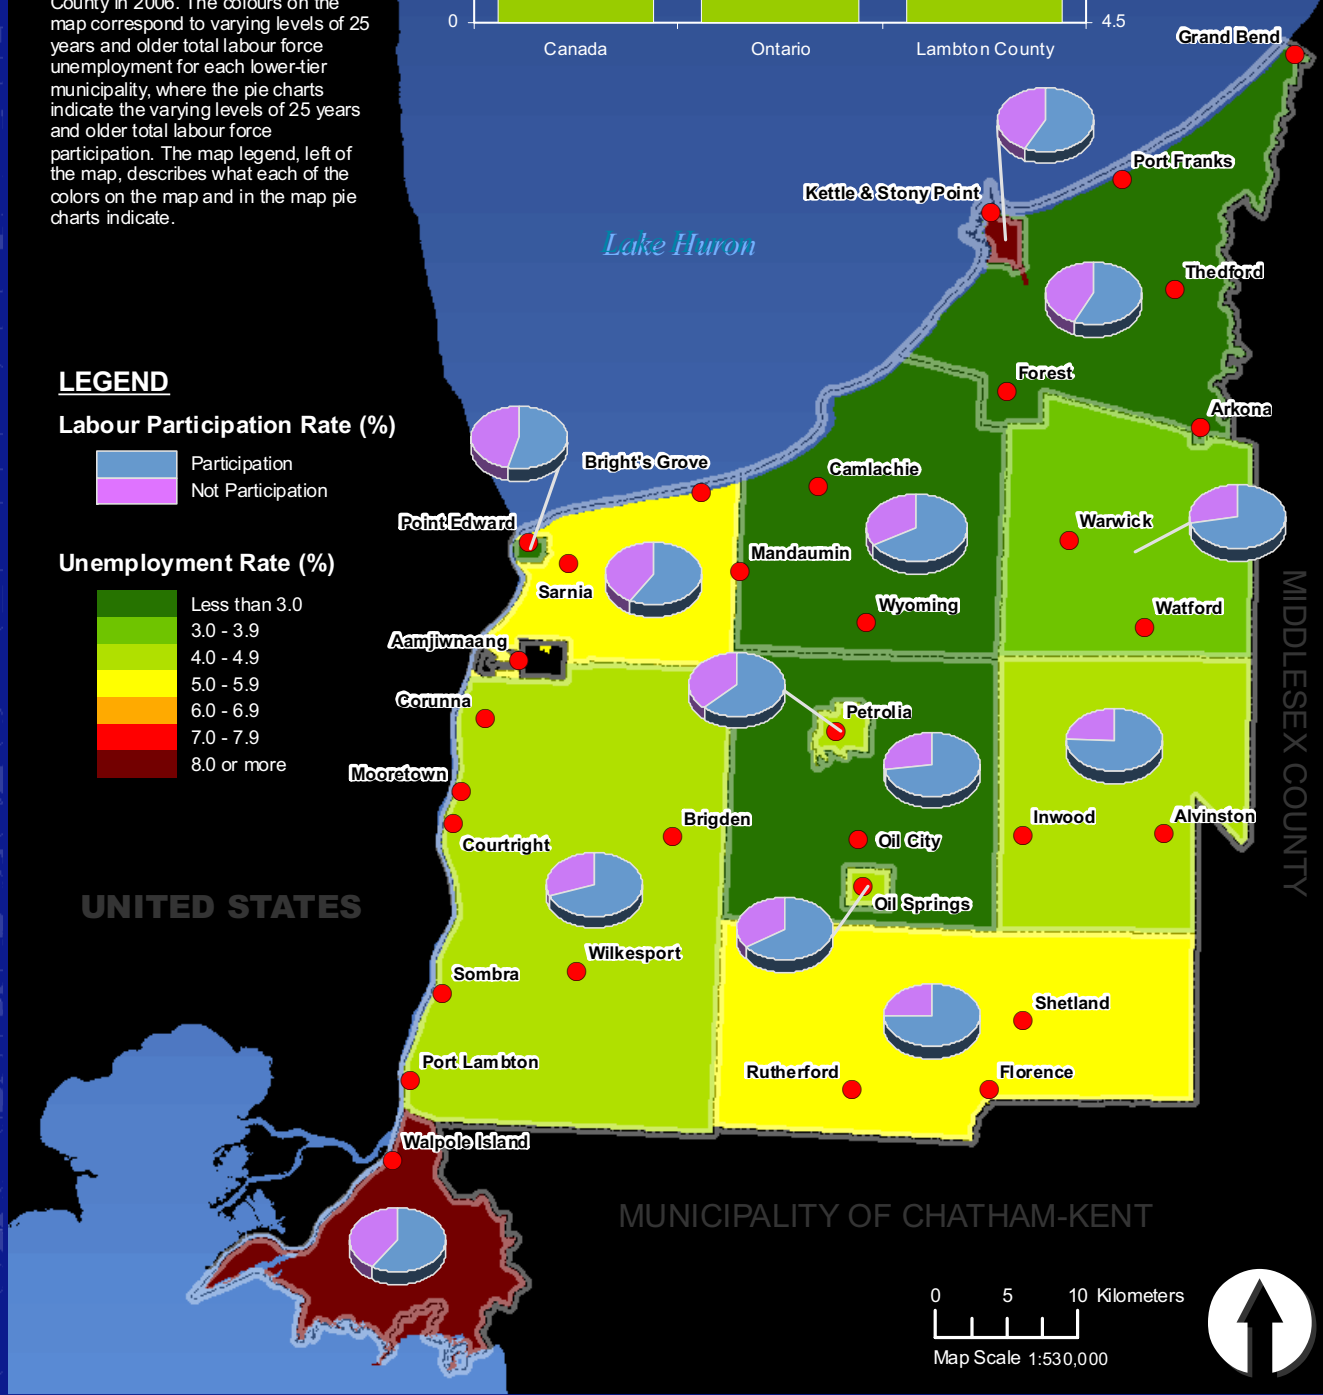 County in 2006. The colours on the
map correspond to varying levels of 25
years and older total labour force
unemployment for each lower-tier
municipality, where the pie charts
indicate the varying levels of 25 years
and older total labour force
participation. The map legend, left of
the map, describes what each of the
colors on the map and in the map pie
charts indicate.
0
4.5
Canada
Ontario
Lambton County
Grand Bend
Port Franks
Kettle & Stony Point
Lake Huron
Thedford
Forest
Arkona
LEGEND
Labour Participation Rate (%)
Participation
Not Participation
Unemployment Rate (%)
Less than 3.0
3.0 - 3.9
4.0 - 4.9
5.0 - 5.9
6.0 - 6.9
7.0 - 7.9
8.0 or more
Bright's Grove
Camlachie
Point Edward
Warwick
Mandaumin
Sarnia
Wyoming
Watford
Aamjiwnaang
Corunna
Petrolia
Mooretown
Brigden
Courtright
Oil City
Inwood
Alvinston
Oil Springs
MIDDLESEX COUNTY
UNITED STATES
Wilkesport
Sombra
Shetland
Port Lambton
Rutherford
Florence
Walpole Island
MUNICIPALITY OF CHATHAM-KENT
0 5 10 Kilometers
Map Scale 1:530,000